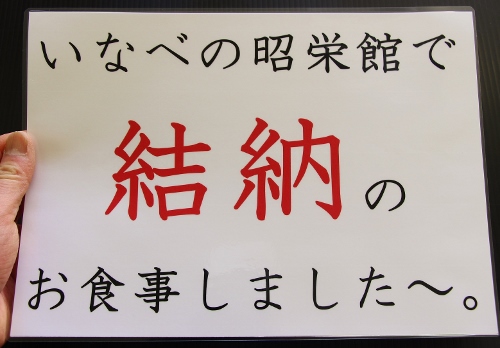 いなべの昭栄館で
結納の
お食事しました～。